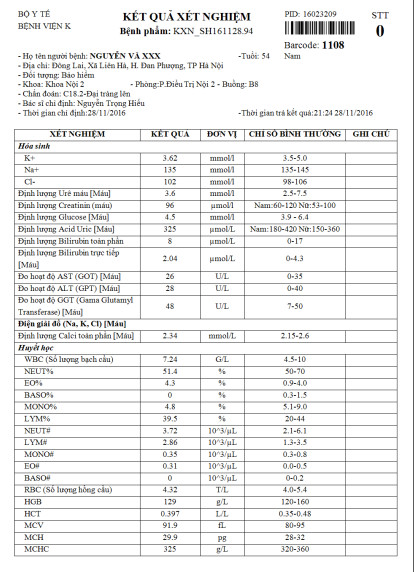 BỘ Y TẾ
BỆNH VIỆN K
KẾT QUẢ XÉT NGHIỆM
Bệnh phẩm: KXN_SH161128.94
PID: 16023209
STT
0
Barcode: 1108
- Họ tên người bệnh: NGUYỄN VĂ XXX -Tuổi: 54 Nam
- Địa chỉ: Đông Lai, Xã Liên Hà, H. Đan Phượng, TP Hà Nội
- Đối tượng: Bảo hiểm
- Khoa: Khoa Nội 2 - Phòng:P.Điều Trị Nội 2 - Buồng: B8
- Chẩn đoán: C18.2-Đại tràng lên
- Bác sĩ chỉ định: Nguyễn Trọng Hiếu
- Thời gian chỉ định:28/11/2016 -Thời gian trả kết quả:21:24 28/11/2016
XÉT NGHIỆM KẾT QUẢ ĐƠN VỊ CHỈ SỐ BÌNH THƯỜNG GHI CHÚ
Hóa sinh
K+ 3.62 mmol/l 3.5-5.0
Na+ 135 mmol/l 135-145
Cl- 102 mmol/l 98-106
Định lượng Urê máu [Máu] 3.6 mmol/l 2.5-7.5
Định lượng Creatinin (máu) 96 µmol/l Nam:60-120 Nữ:53-100
Định lượng Glucose [Máu] 4.5 mmol/l 3.9 - 6.4
Định lượng Acid Uric [Máu] 325 µmol/L Nam:180-420 Nữ:150-360
Định lượng Bilirubin toàn phần 8 µmol/L 0-17
Định lượng Bilirubin trực tiếp [Máu] 2.04 µmol/L 0-4.3
Đo hoạt độ AST (GOT) [Máu] 26 U/L 0-35
Đo hoạt độ ALT (GPT) [Máu] 28 U/L 0-40
Đo hoạt độ GGT (Gama Glutamyl Transferase) [Máu] 48 U/L 7-50
Điện giải đồ (Na, K, Cl) [Máu]
Định lượng Calci toàn phần [Máu] 2.34 mmol/L 2.15-2.6
Huyết học
WBC (Số lượng bạch cầu) 7.24 G/L 4.5-10
NEUT% 51.4 % 50-70
EO% 4.3 % 0.9-4.0
BASO% 0 % 0.3-1.5
MONO% 4.8 % 5.1-9.0
LYM% 39.5 % 20-44
NEUT# 3.72 10^3/µL 2.1-6.1
LYM# 2.86 10^3/µL 1.3-3.5
MONO# 0.35 10^3/µL 0.3-0.8
EO# 0.31 10^3/µL 0.0-0.5
BASO# 0 10^3/µL 0-0.2
RBC (Số lượng hồng cầu) 4.32 T/L 4.0-5.4
HGB 129 g/L 120-160
HCT 0.397 L/L 0.35-0.48
MCV 91.9 fL 80-95
MCH 29.9 pg 28-32
MCHC 325 g/L 320-360